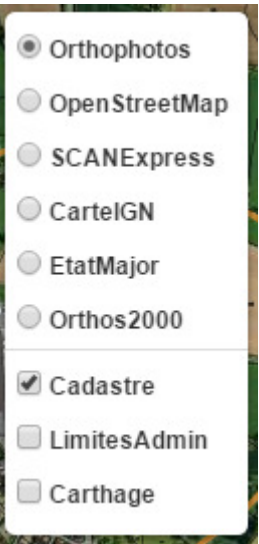 Orthophotos
OpenStreetMap
SCANExpress
CarteIGN
EtatMajor
Orthos2000
Cadastre
LimitesAdmin
Carthage